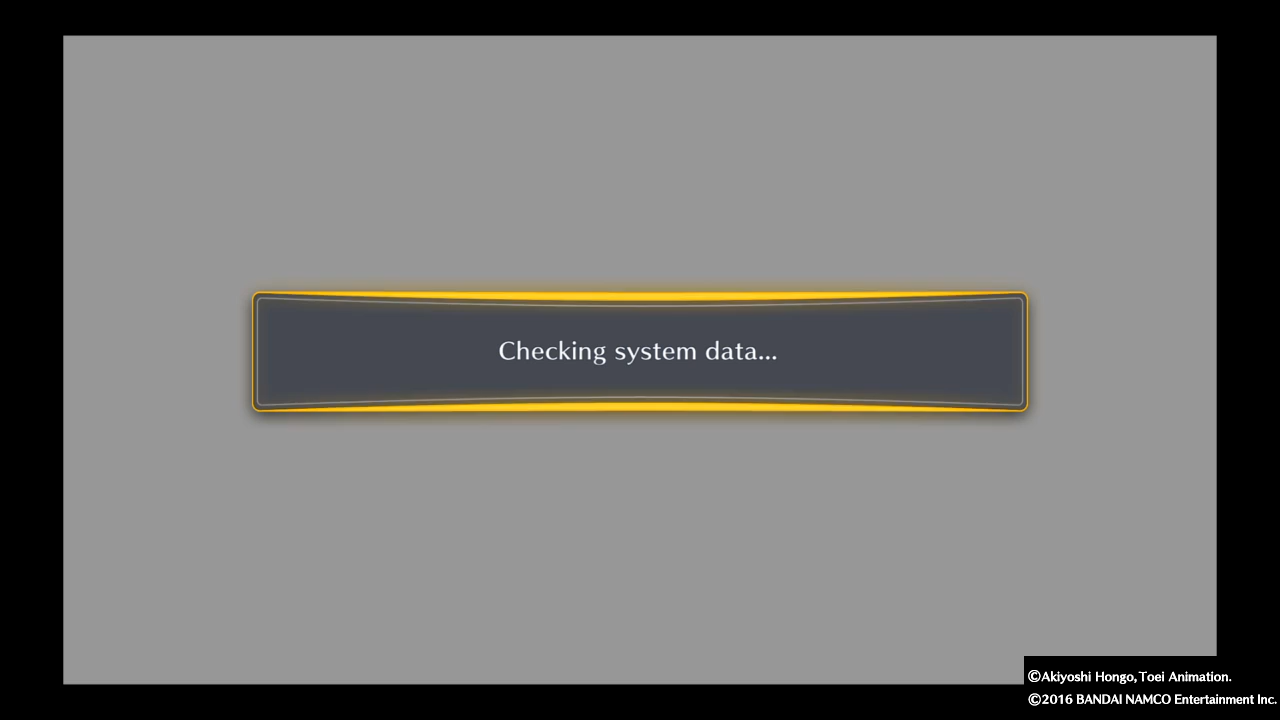 Checking system data...
©Akiyoshi Hongo, Toei Animation.
©2016 BANDAI NAMCO Entertainment Inc.